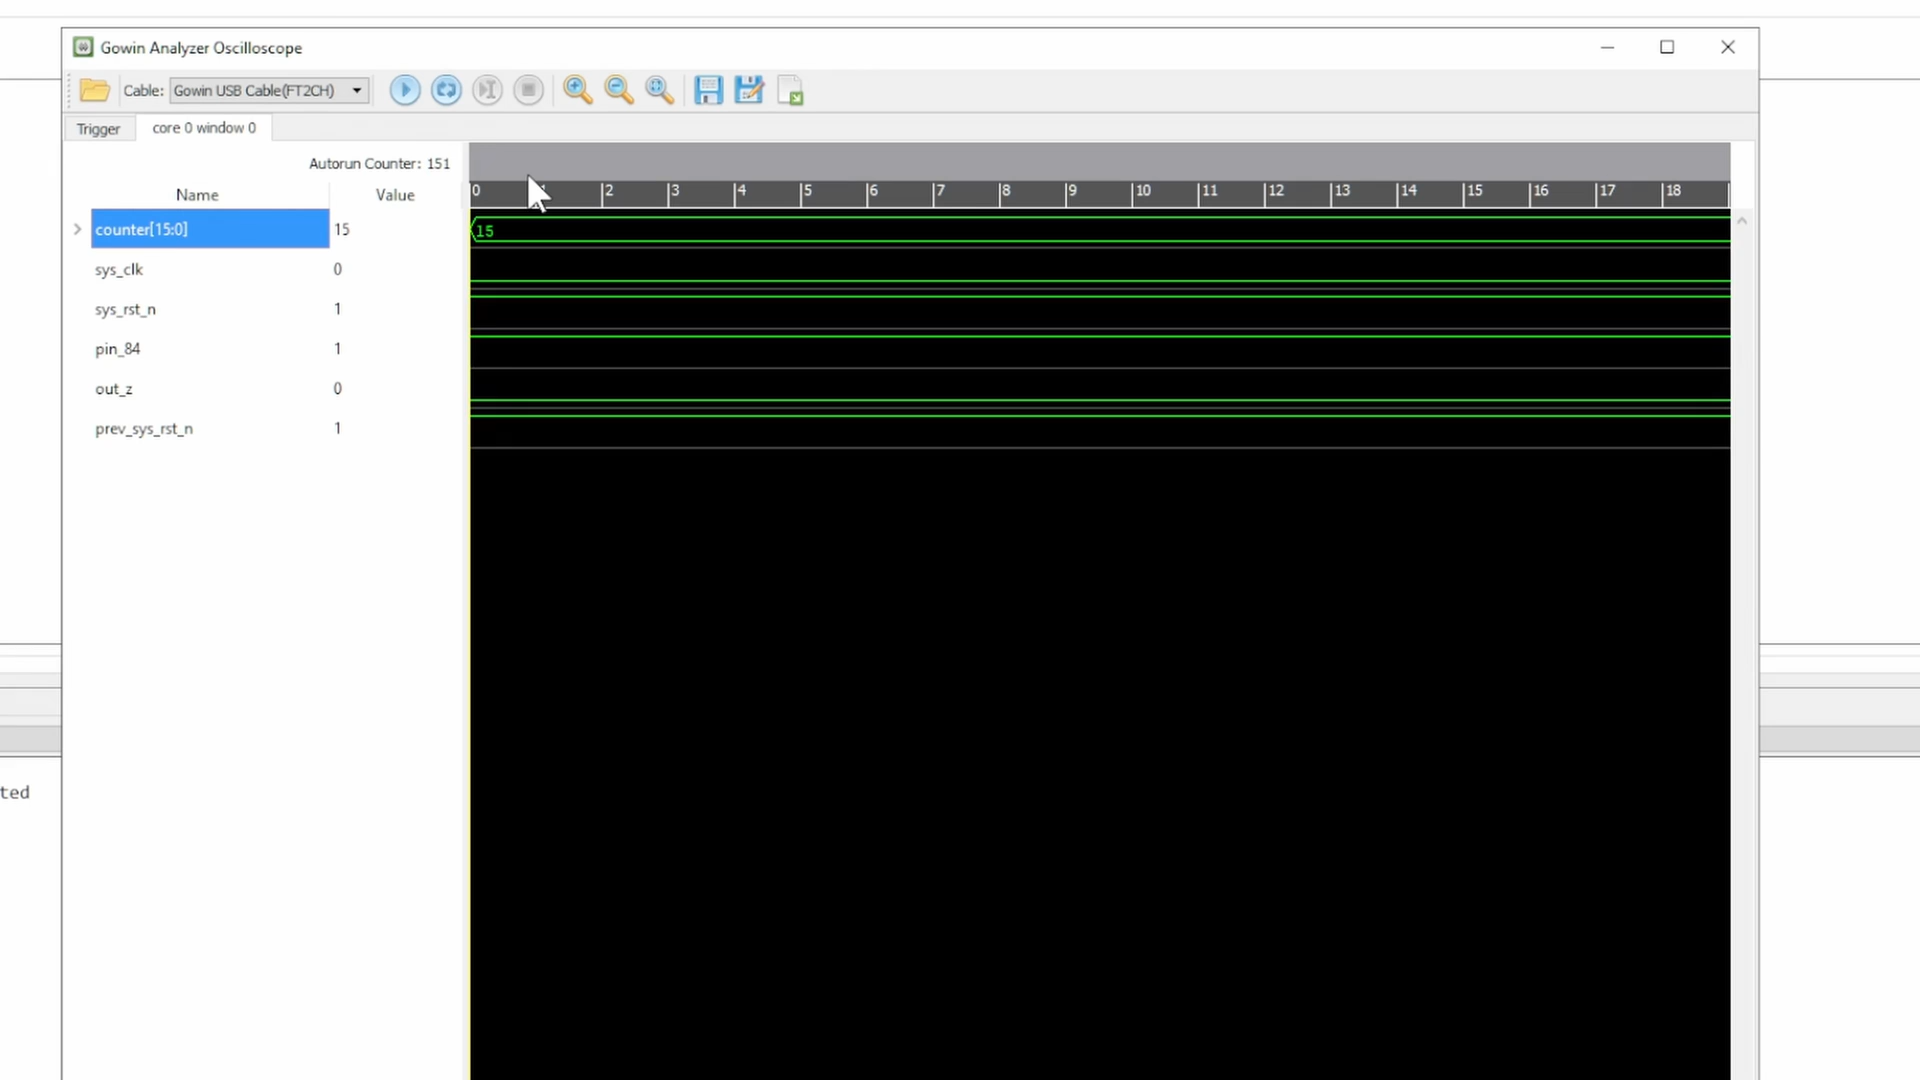 Gowin Analyzer Oscilloscope
Cable: Gowin USB Cable(FT2CH)
Trigger core 0 window 0
Autorun Counter: 151
Name Value
0 2 3 4 5 6 7 8 9 10 11 12 13 14 15 16 17 18
counter[15:0] 15 15
sys_clk 0
sys_rst_n 1
pin_84 1
out_z 0
prev_sys_rst_n 1
ted